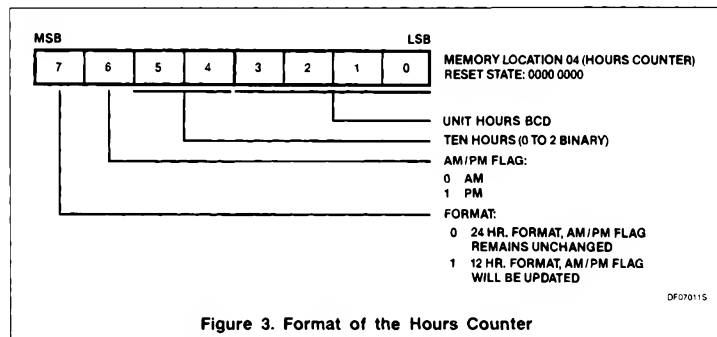 MSB LSB
7 6 5 4 3 2 1 0
MEMORY LOCATION 04 (HOURS COUNTER)
RESET STATE: 0000 0000
UNIT HOURS BCD
TEN HOURS (0 TO 2 BINARY)
AM/PM FLAG:
0 AM
1 PM
FORMAT:
0 24 HR. FORMAT, AM/PM FLAG
REMAINS UNCHANGED
1 12 HR. FORMAT, AM/PM FLAG
WILL BE UPDATED
DF07011S
Figure 3. Format of the Hours Counter